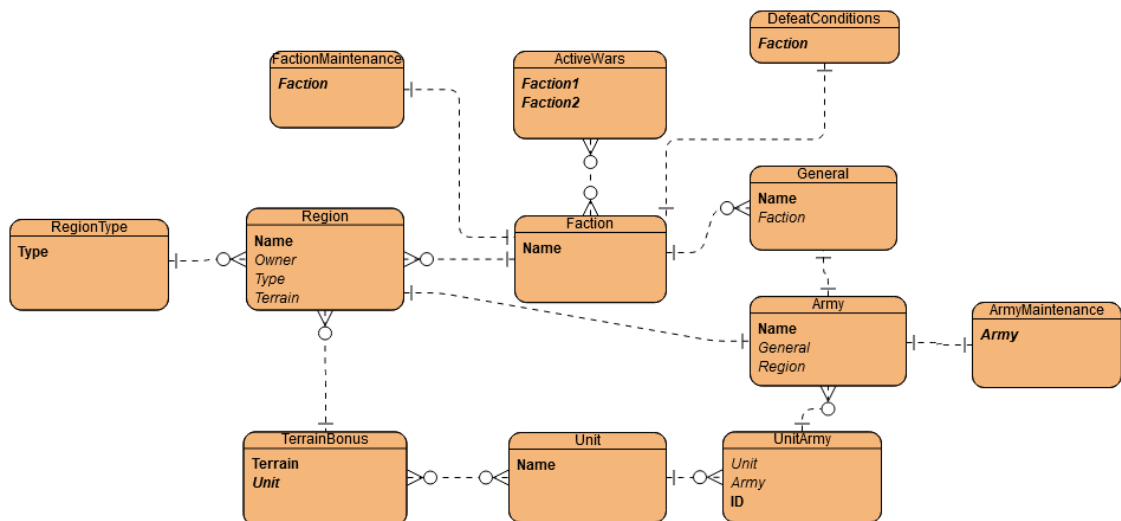 DefeatConditions
Faction
FactionMaintenance
Faction
ActiveWars
Faction1
Faction2
General
Name
Faction
RegionType
Type
Region
Name
Owner
Type
Terrain
Faction
Name
Army
Name
General
Region
ArmyMaintenance
Army
TerrainBonus
Terrain
Unit
Unit
Name
UnitArmy
Unit
Army
ID